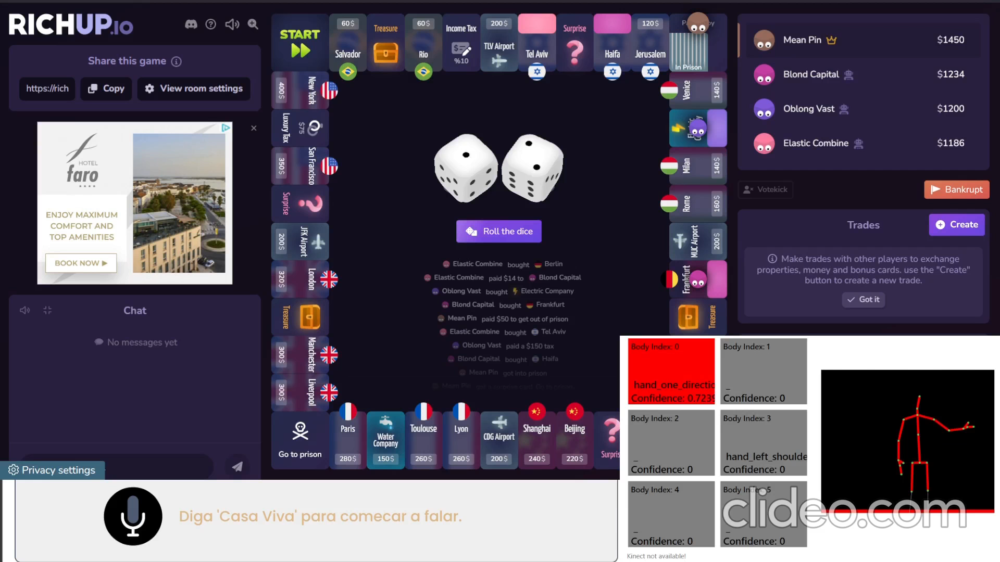 RICHUP.io
Share this game
https://rich
Copy
View room settings
HOTEL
faro
ENJOY MAXIMUM
COMFORT AND
TOP AMENITIES
BOOK NOW
Chat
No messages yet
Privacy settings
START
60$
Salvador
Treasure
60$
Rio
Income Tax
%10
200$
TLV Airport
Tel Aviv
Surprise
Haifa
120$
Jerusalem
In Prison
400$
New York
Luxury Tax
$75
350$
San Francisco
Surprise
200$
JFK Airport
320$
London
Treasure
300$
Manchester
300$
Liverpool
Go to prison
Venice
140$
Milan
140$
Rome
160$
MUC Airport
200$
Frankfurt
Treasure
Paris
280$
Water
Company
150$
Toulouse
260$
Lyon
260$
CDG Airport
200$
Shanghai
240$
Beijing
220$
Surpris
Roll the dice
Elastic Combine bought Berlin
Elastic Combine paid $14 to Blond Capital
Oblong Vast bought Electric Company
Blond Capital bought Frankfurt
Mean Pin paid $50 to get out of prison
Elastic Combine bought Tel Aviv
Oblong Vast paid a $150 tax
Blond Capital bought Haifa
Mean Pin got into prison
Mean Pin $1450
Blond Capital $1234
Oblong Vast $1200
Elastic Combine $1186
Votekick
Bankrupt
Trades
Create
Make trades with other players to exchange
properties, money and bonus cards. use the "Create"
button to create a new trade.
Got it
Body Index: 0
hand_one_directio
Confidence: 0.7239
Body Index: 1
_
Confidence: 0
Body Index: 2
_
Confidence: 0
Body Index: 3
hand_left_shoulde
Confidence: 0
Body Index: 4
_
Confidence: 0
Body Index: 5
_
Confidence: 0
Kinect not available!
clideo.com
Diga 'Casa Viva' para comecar a falar.